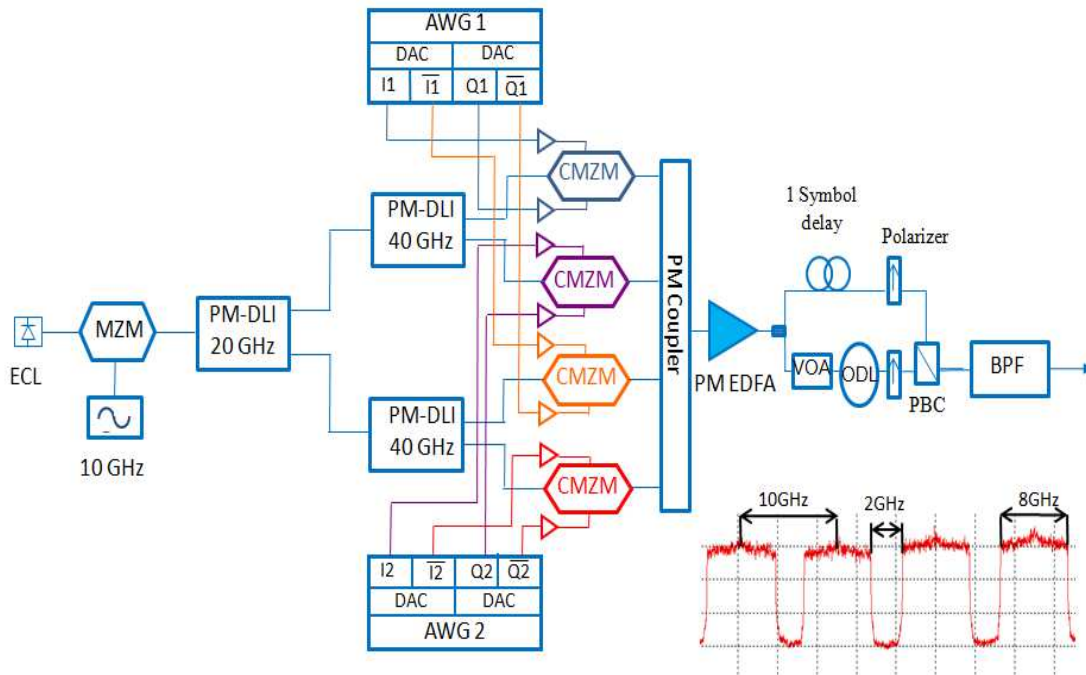 AWG 1
DAC DAC
I1 I1 Q1 Q1
CMZM
PM-DLI
40 GHz
1 Symbol
delay
Polarizer
CMZM
MZM
PM-DLI
20 GHz
ECL
PM Coupler
PM EDFA
VOA
ODL
PBC
BPF
CMZM
10 GHz
PM-DLI
40 GHz
CMZM
I2 I2 Q2 Q2
DAC DAC
AWG 2
10GHz
2GHz
8GHz